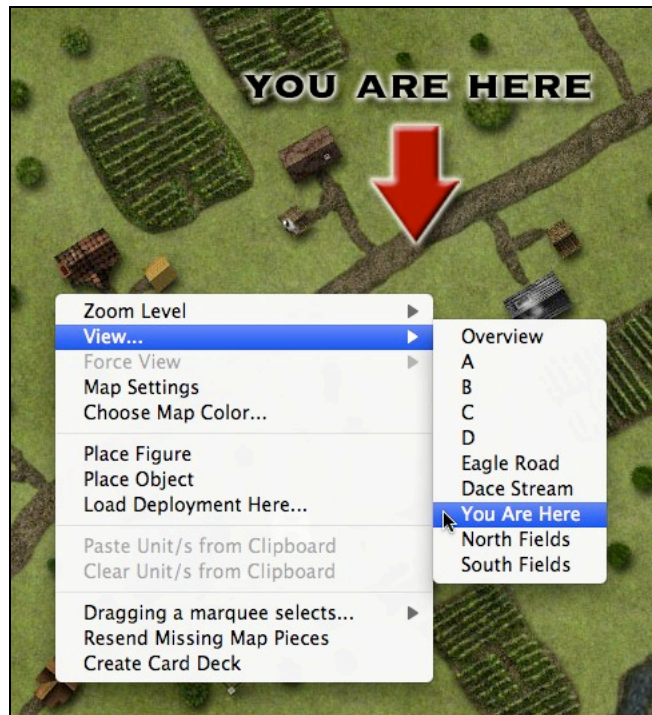 YOU ARE HERE
Zoom Level
View...
Force View
Map Settings
Choose Map Color...
Place Figure
Place Object
Load Deployment Here...
Paste Unit/s from Clipboard
Clear Unit/s from Clipboard
Dragging a marquee selects...
Resend Missing Map Pieces
Create Card Deck
Overview
A
B
C
D
Eagle Road
Dace Stream
You Are Here
North Fields
South Fields